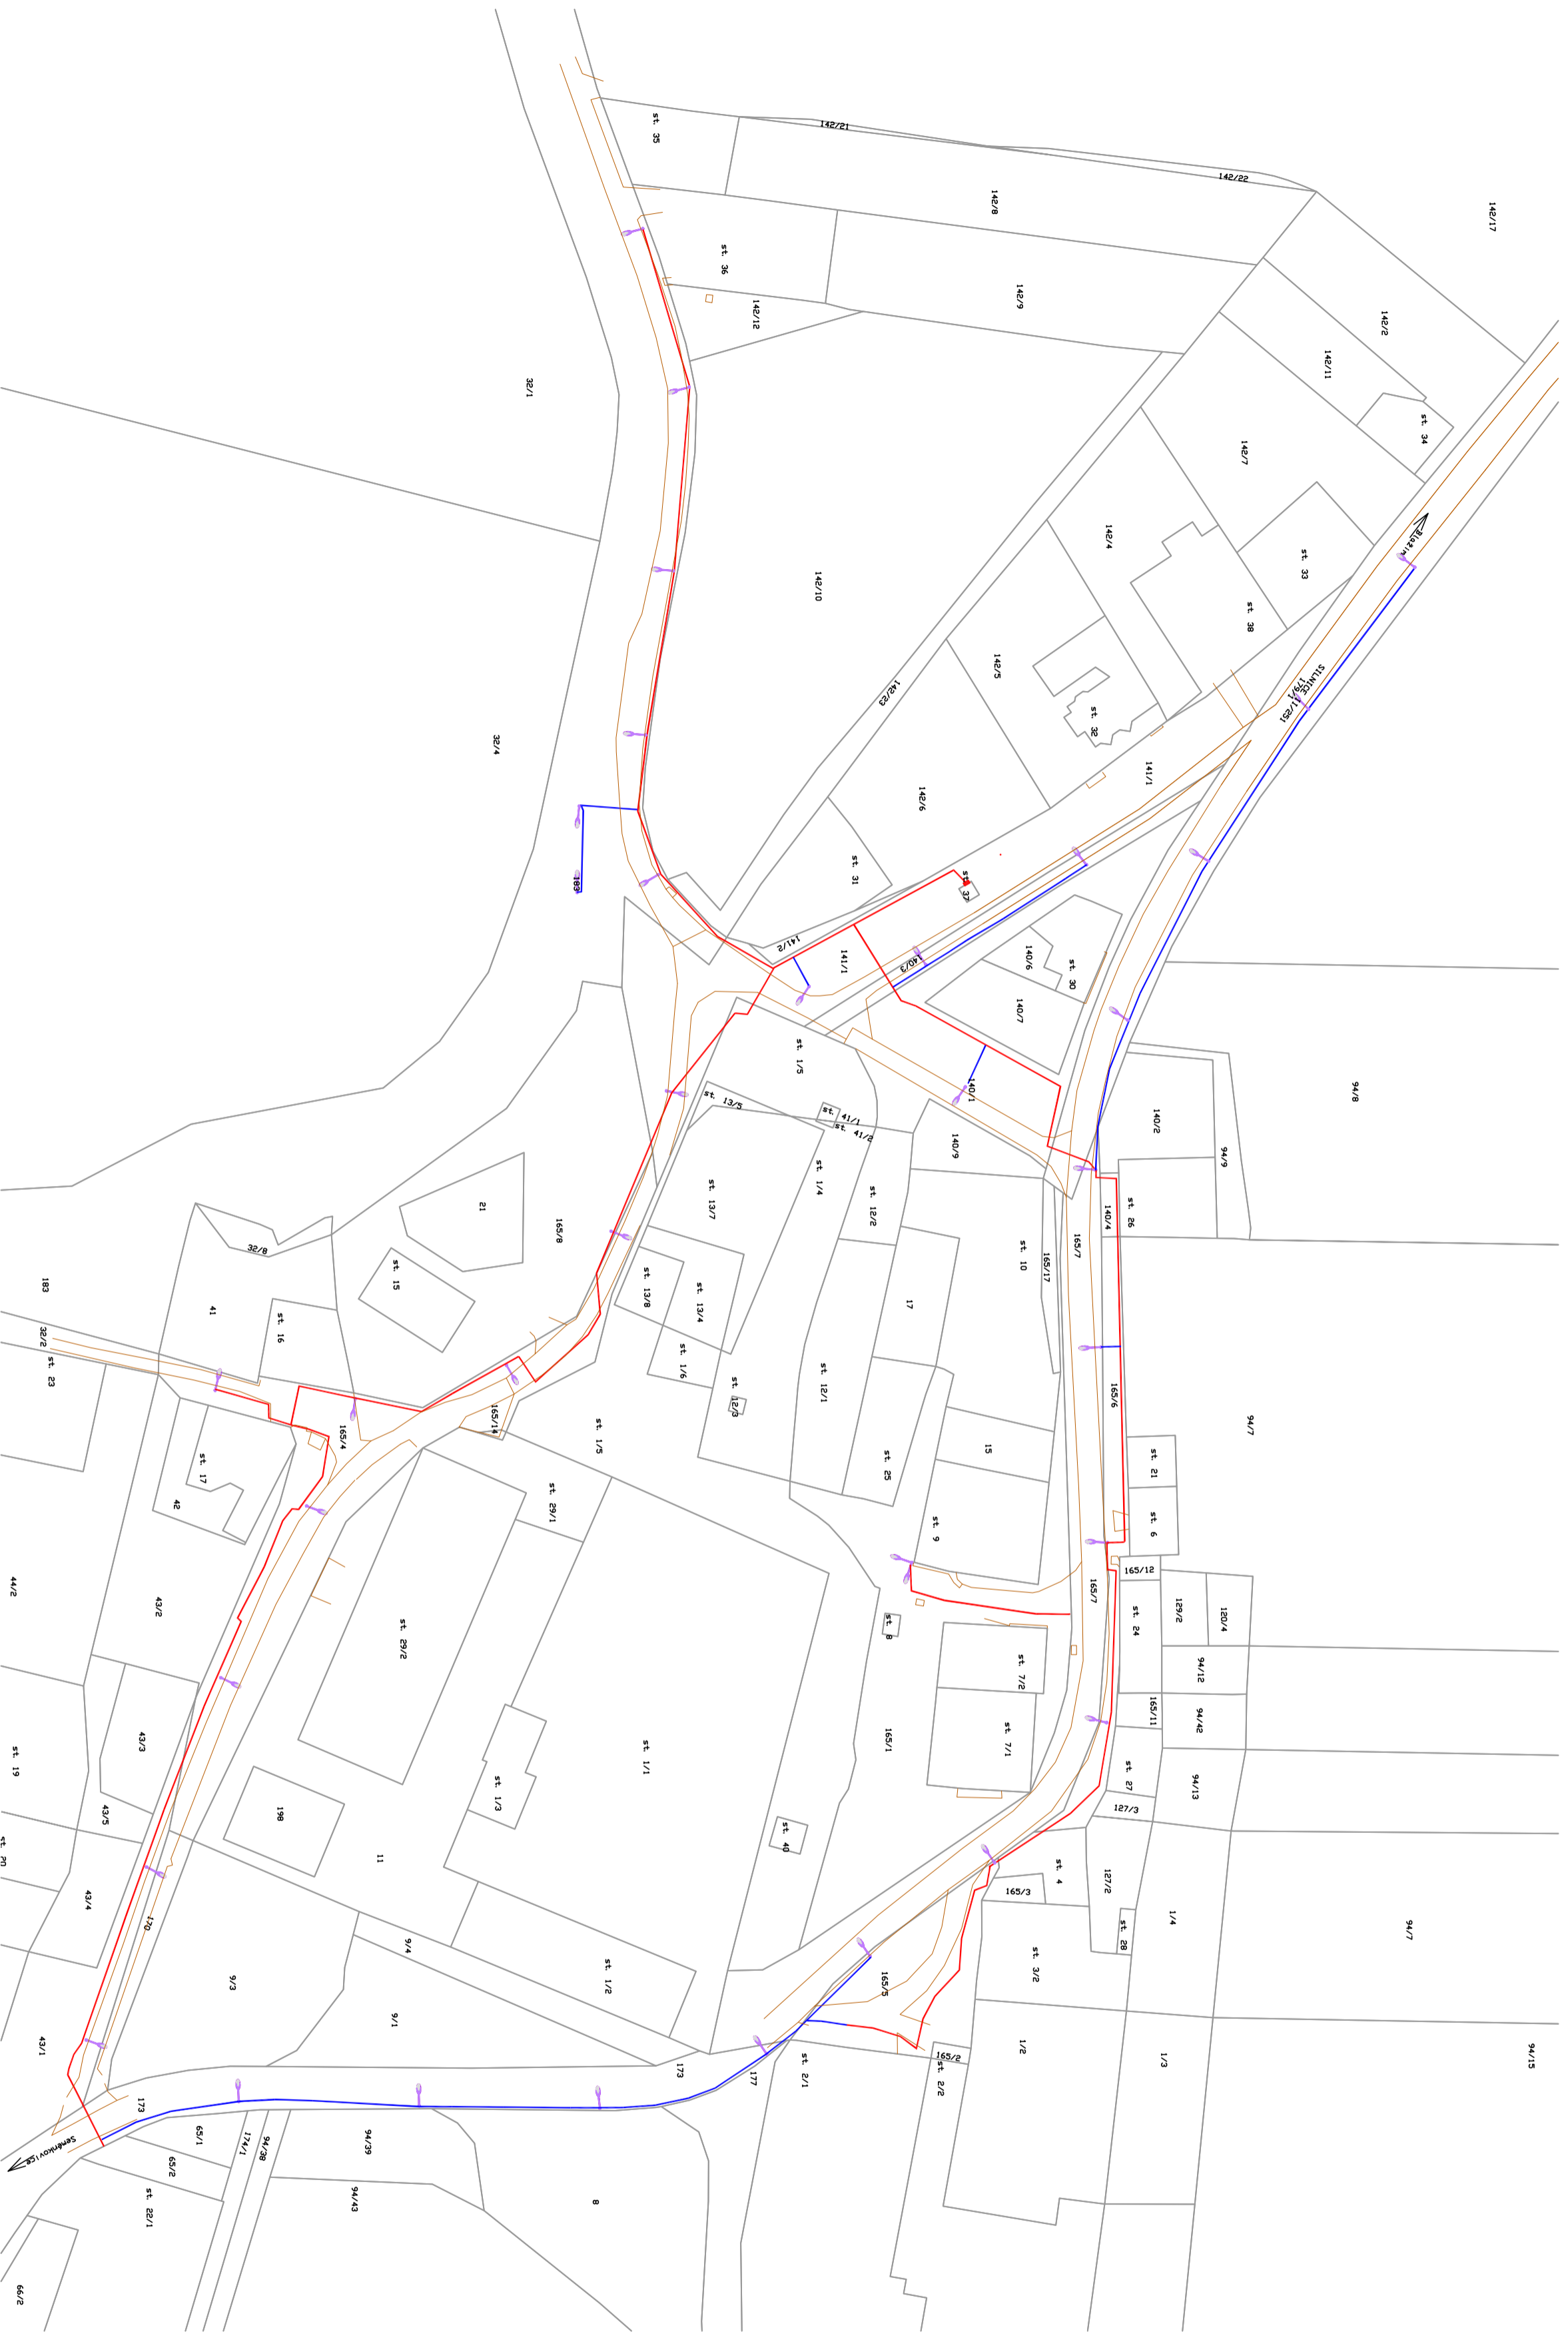 st. 35
142/21
142/22
142/17
142/8
st. 36
142/9
142/12
142/2
142/11
32/1
st. 34
142/7
Blažim
142/4
st. 33
142/10
st. 38
142/5
142/23
SILNICE II/251
179/1
st. 32
32/4
141/1
142/6
st. 31
183
st. 37
141/2
141/1
140/3
140/6
st. 30
140/7
st. 1/5
140/1
94/8
st. 13/5
st. 41/1
st. 41/2
140/2
140/9
94/9
st. 1/4
st. 13/7
st. 12/2
21
st. 26
140/4
165/8
32/8
165/7
st. 10
165/17
st. 15
183
41
st. 16
st. 13/8
st. 13/4
17
32/2
st. 23
st. 1/6
st. 12/1
st. 12/3
165/6
165/14
165/4
st. 1/5
94/7
15
st. 17
st. 25
st. 21
42
st. 29/1
st. 9
st. 6
165/12
44/2
43/2
165/7
129/2
120/4
st. 24
st. 29/2
st. 8
st. 7/2
94/12
165/11
94/42
43/3
st. 1/1
165/1
st. 7/1
st. 19
st. 1/3
st. 27
94/13
43/5
198
127/3
st. 20
st. 40
11
st. 4
127/2
43/4
165/3
170
1/4
st. 28
94/7
9/4
st. 3/2
9/3
st. 1/2
165/5
9/1
43/1
1/2
1/3
94/15
165/2
173
177
st. 2/1
st. 2/2
173
Seménkovice
65/1
174/1
94/38
94/39
65/2
st. 22/1
94/43
8
66/2